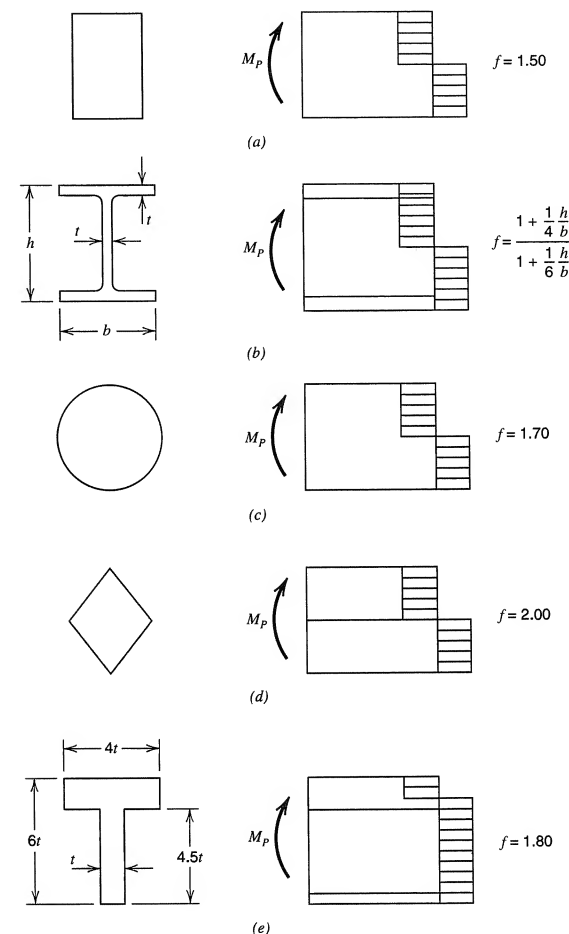 M_P f = 1.50
(a)
t
h t M_P f = (1 + 1/4 h/b) / (1 + 1/6 h/b)
b
(b)
M_P f = 1.70
(c)
M_P f = 2.00
(d)
4t
6t t 4.5t M_P f = 1.80
(e)